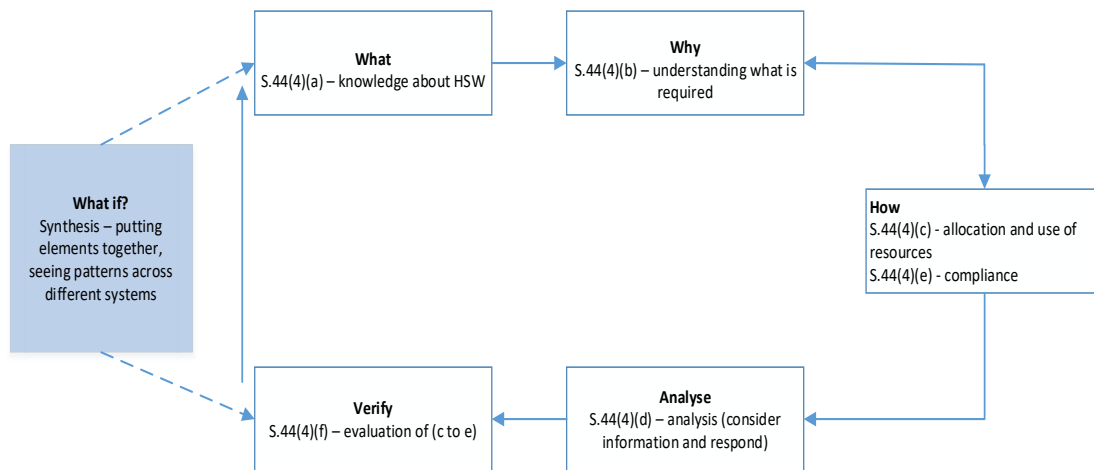 What
S.44(4)(a) – knowledge about HSW
Why
S.44(4)(b) – understanding what is
required
What if?
Synthesis – putting
elements together,
seeing patterns across
different systems
How
S.44(4)(c) - allocation and use of
resources
S.44(4)(e) - compliance
Verify
S.44(4)(f) – evaluation of (c to e)
Analyse
S.44(4)(d) – analysis (consider
information and respond)